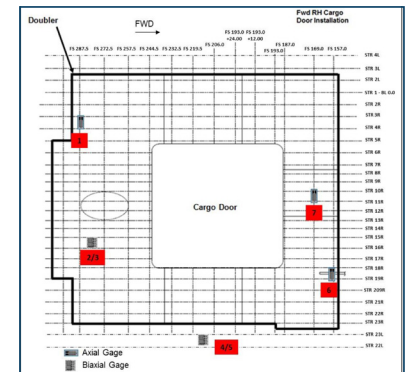 Doubler
FWD
Fwd RH Cargo
Door Installation
FS 193.0 FS 193.0
+24.00 +12.00
FS 287.5 FS 272.5 FS 257.5 FS 244.5 FS 232.5 FS 219.5 FS 206.0 FS 193.0 FS 187.0 FS 169.0 FS 157.0
STR 4L
STR 3L
STR 2L
STR 1 - BL 0.0
STR 2R
STR 3R
STR 4R
1
STR 5R
STR 6R
STR 7R
STR 8R
STR 9R
STR 10R
STR 11R
Cargo Door
7
STR 12R
STR 13R
STR 14R
STR 15R
STR 16R
2/3
STR 17R
STR 18R
STR 19R
6
STR 209R
STR 21R
STR 22R
STR 23R
STR 23L
4/5
STR 22L
Axial Gage
Biaxial Gage